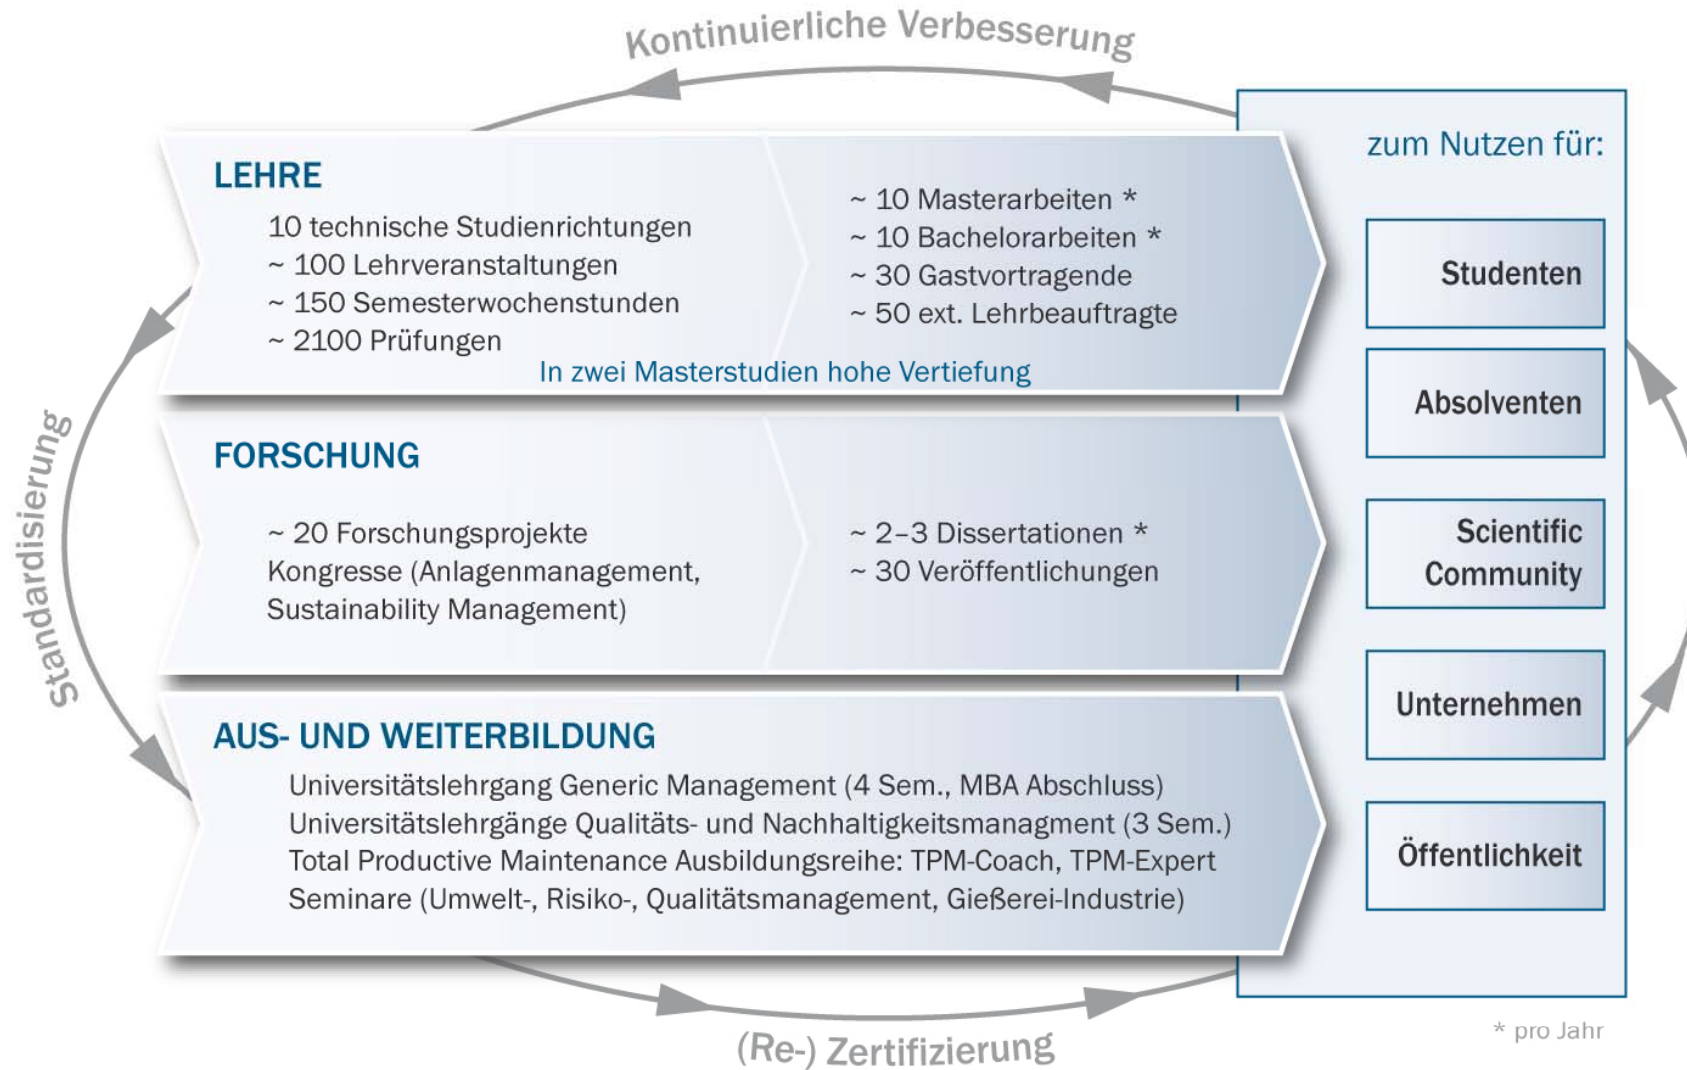 Kontinuierliche Verbesserung
Standardisierung
LEHRE
10 technische Studienrichtungen
~ 100 Lehrveranstaltungen
~ 150 Semesterwochenstunden
~ 2100 Prüfungen
~ 10 Masterarbeiten *
~ 10 Bachelorarbeiten *
~ 30 Gastvortragende
~ 50 ext. Lehrbeauftragte
In zwei Masterstudien hohe Vertiefung
FORSCHUNG
~ 20 Forschungsprojekte
Kongresse (Anlagenmanagement,
Sustainability Management)
~ 2–3 Dissertationen *
~ 30 Veröffentlichungen
AUS- UND WEITERBILDUNG
Universitätslehrgang Generic Management (4 Sem., MBA Abschluss)
Universitätslehrgänge Qualitäts- und Nachhaltigkeitsmanagment (3 Sem.)
Total Productive Maintenance Ausbildungsreihe: TPM-Coach, TPM-Expert
Seminare (Umwelt-, Risiko-, Qualitätsmanagement, Gießerei-Industrie)
zum Nutzen für:
Studenten
Absolventen
Scientific
Community
Unternehmen
Öffentlichkeit
(Re-) Zertifizierung
* pro Jahr